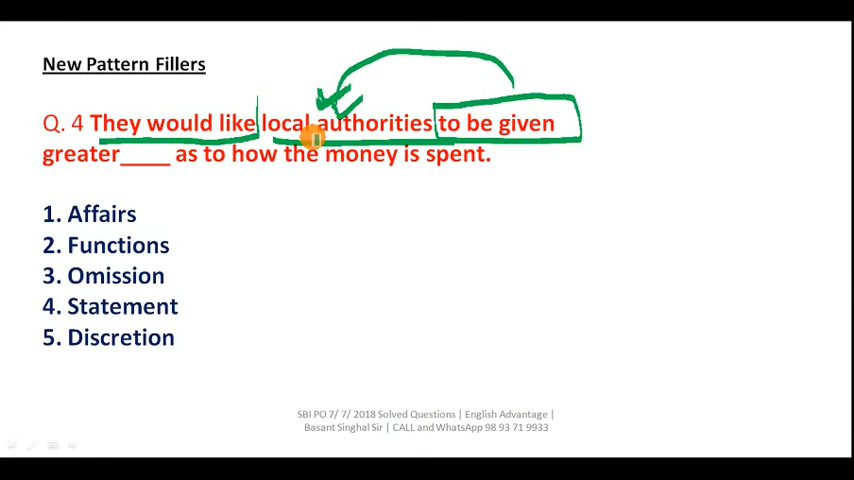 New Pattern Fillers
Q. 4 They would like local authorities to be given
greater____ as to how the money is spent.
1. Affairs
2. Functions
3. Omission
4. Statement
5. Discretion
SBI PO 7/ 7/ 2018 Solved Questions | English Advantage |
Basant Singhal Sir | CALL and WhatsApp 98 93 71 9933